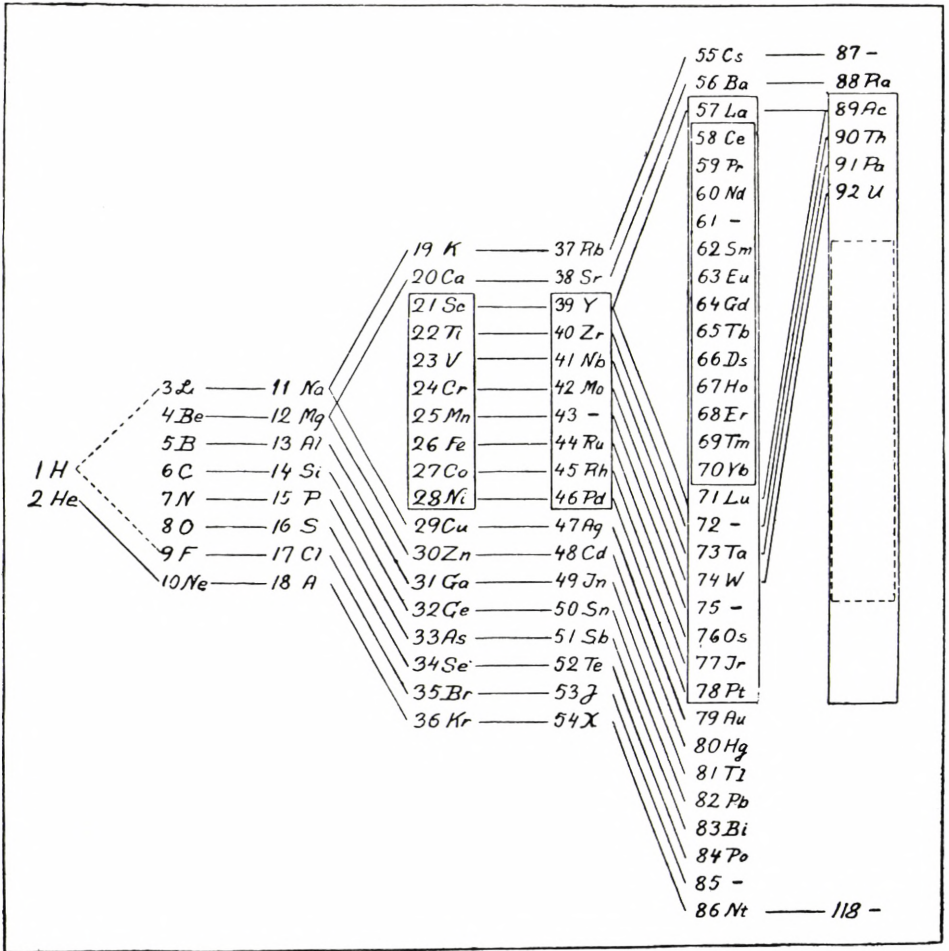 1 H
2 He
3 Li
4 Be
5 B
6 C
7 N
8 O
9 F
10 Ne
11 Na
12 Mg
13 Al
14 Si
15 P
16 S
17 Cl
18 A
19 K
20 Ca
21 Sc
22 Ti
23 V
24 Cr
25 Mn
26 Fe
27 Co
28 Ni
29 Cu
30 Zn
31 Ga
32 Ge
33 As
34 Se
35 Br
36 Kr
37 Rb
38 Sr
39 Y
40 Zr
41 Nb
42 Mo
43 -
44 Ru
45 Rh
46 Pd
47 Ag
48 Cd
49 Jn
50 Sn
51 Sb
52 Te
53 J
54 X
55 Cs
56 Ba
57 La
58 Ce
59 Pr
60 Nd
61 -
62 Sm
63 Eu
64 Gd
65 Tb
66 Ds
67 Ho
68 Er
69 Tm
70 Yb
71 Lu
72 -
73 Ta
74 W
75 -
76 Os
77 Jr
78 Pt
79 Au
80 Hg
81 Tl
82 Pb
83 Bi
84 Po
85 -
86 Nt
87 -
88 Ra
89 Ac
90 Th
91 Pa
92 U
118 -